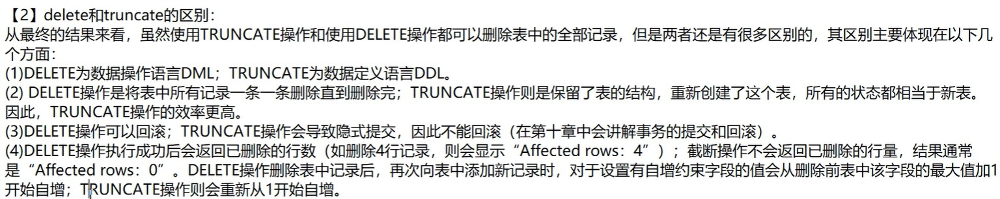 【2】delete和truncate的区别：
从最终的结果来看，虽然使用TRUNCATE操作和使用DELETE操作都可以删除表中的全部记录，但是两者还是有很多区别的，其区别主要体现在以下几
个方面：
(1)DELETE为数据操作语言DML；TRUNCATE为数据定义语言DDL。
(2) DELETE操作是将表中所有记录一条一条删除直到删除完；TRUNCATE操作则是保留了表的结构，重新创建了这个表，所有的状态都相当于新表。
因此，TRUNCATE操作的效率更高。
(3)DELETE操作可以回滚；TRUNCATE操作会导致隐式提交，因此不能回滚（在第十章中会讲解事务的提交和回滚）。
(4)DELETE操作执行成功后会返回已删除的行数（如删除4行记录，则会显示“Affected rows：4”）；截断操作不会返回已删除的行量，结果通常
是“Affected rows：0”。DELETE操作删除表中记录后，再次向表中添加新记录时，对于设置有自增约束字段的值会从删除前表中该字段的最大值加1
开始自增；TRUNCATE操作则会重新从1开始自增。